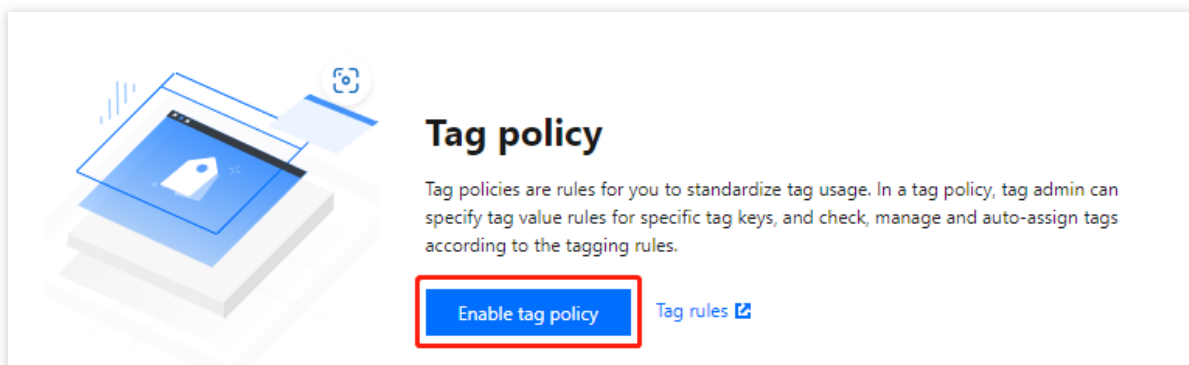 Tag policy
Tag policies are rules for you to standardize tag usage. In a tag policy, tag admin can
specify tag value rules for specific tag keys, and check, manage and auto-assign tags
according to the tagging rules.
Enable tag policy
Tag rules